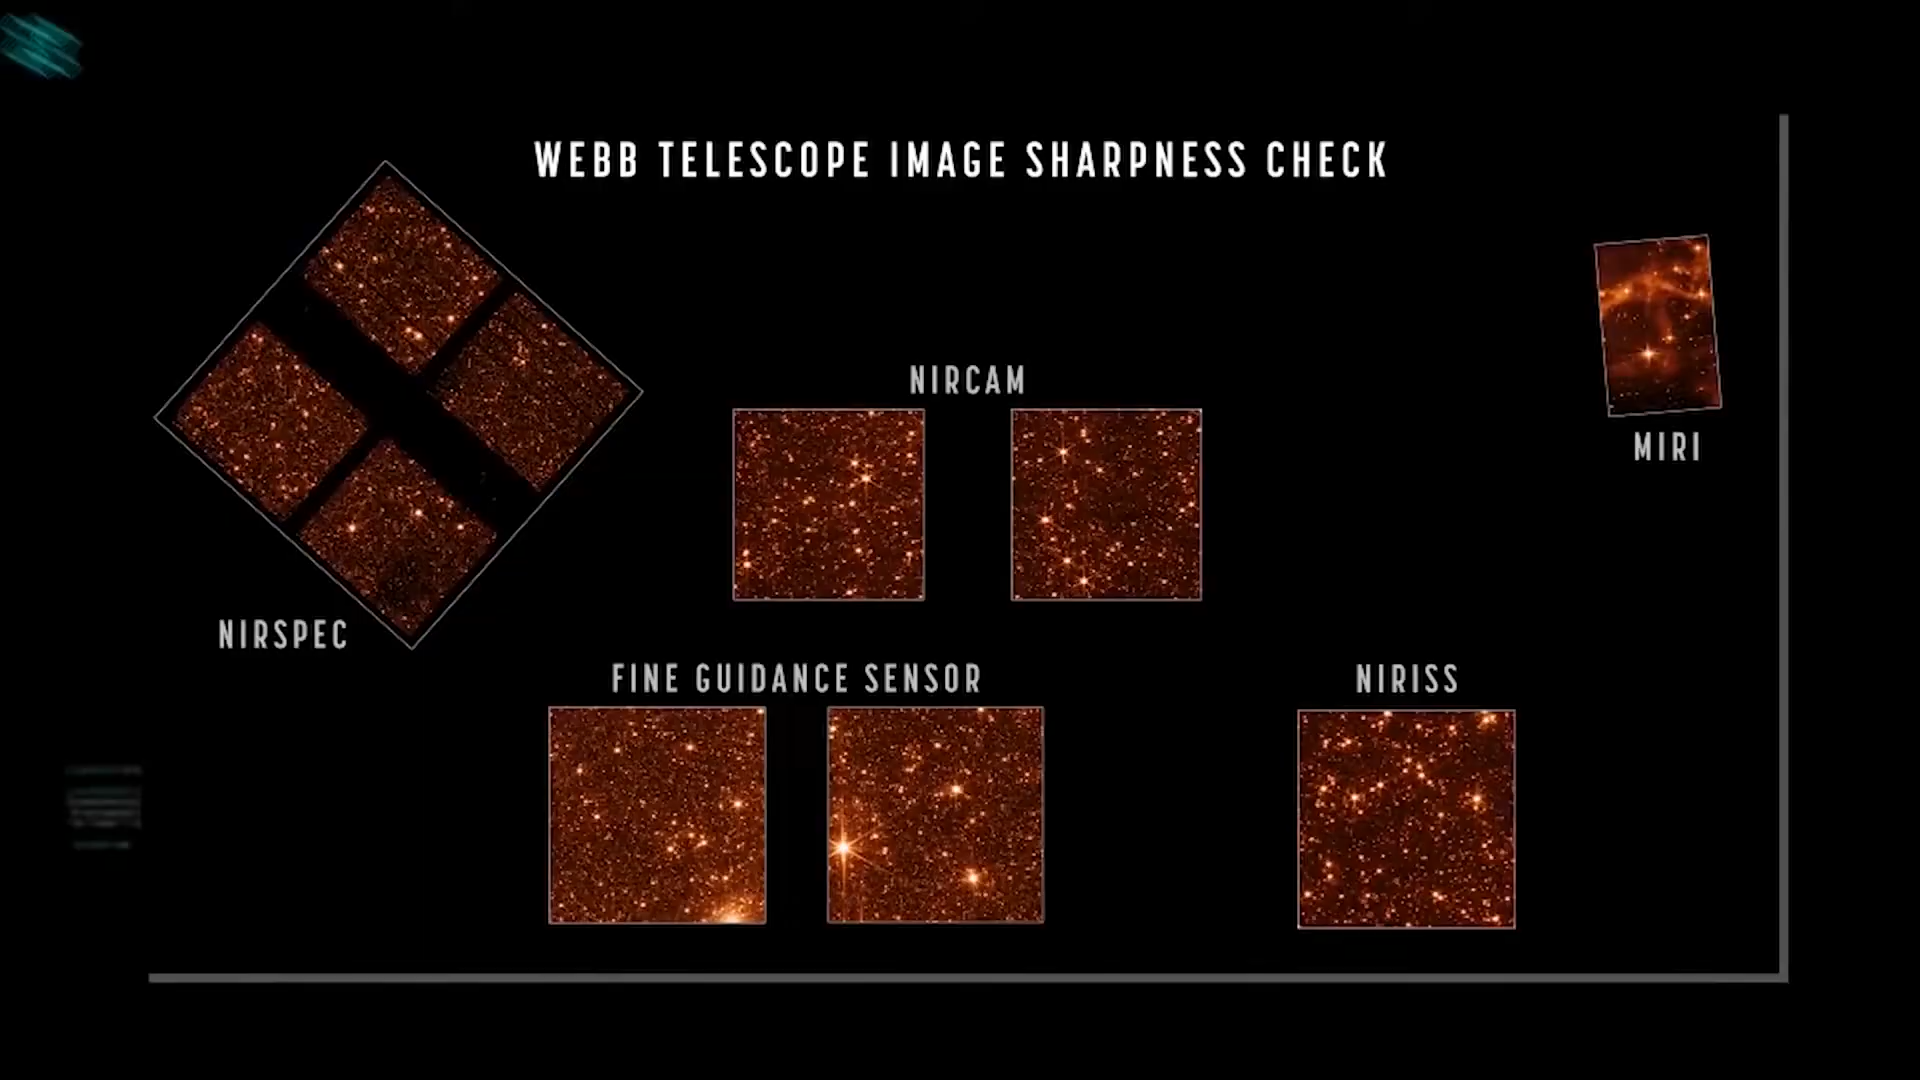 WEBB TELESCOPE IMAGE SHARPNESS CHECK
NIRCAM
MIRI
NIRSPEC
FINE GUIDANCE SENSOR
NIRISS